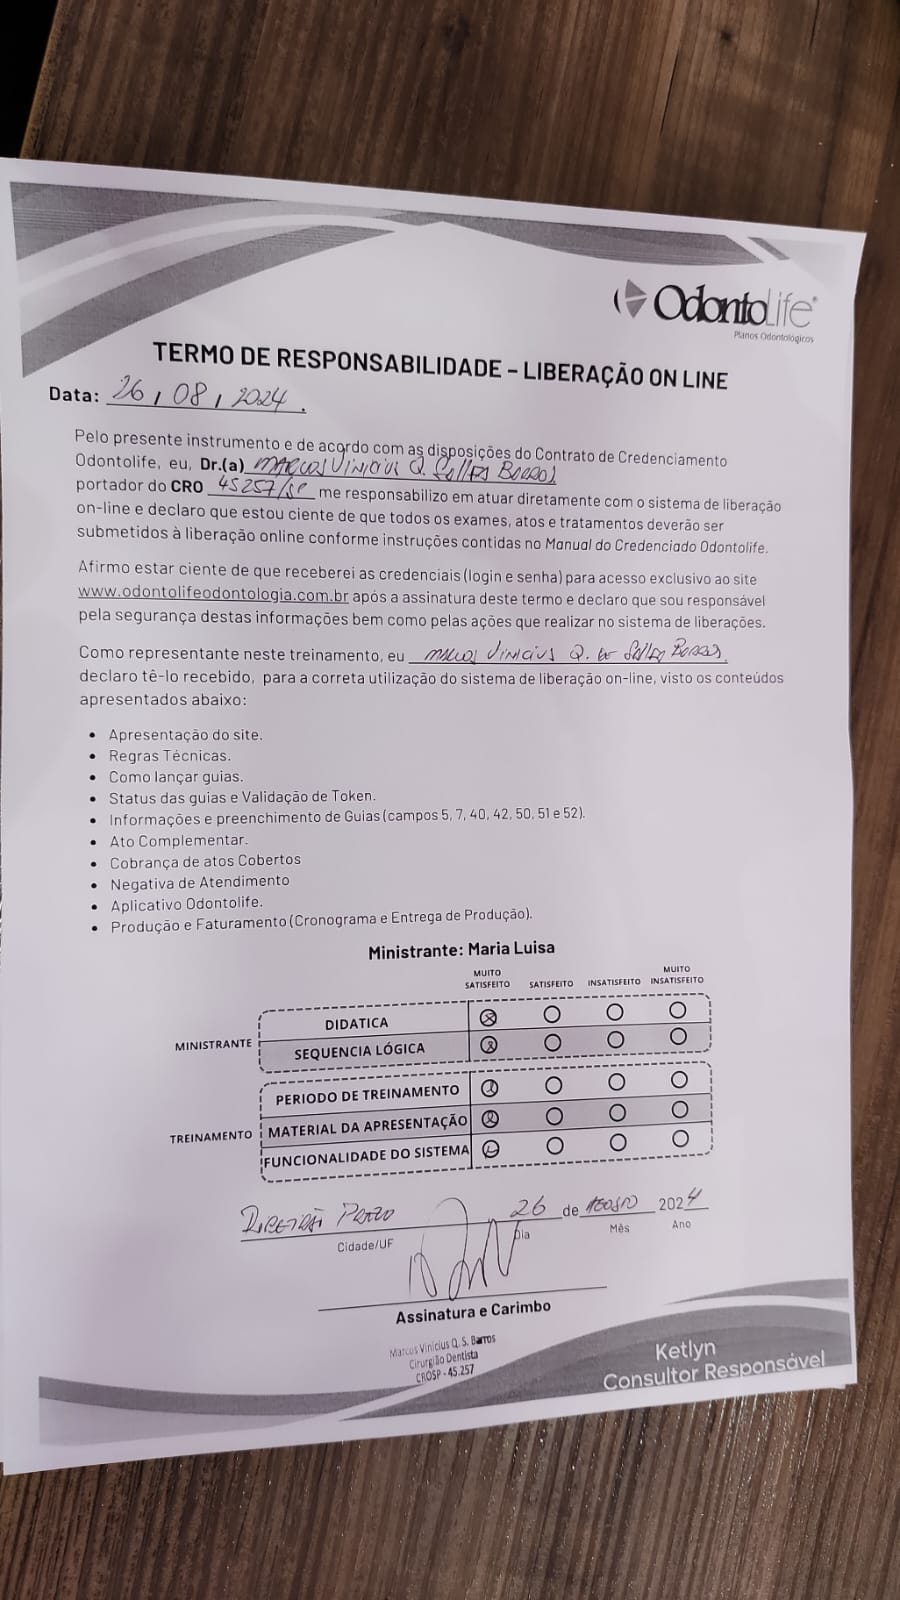 OdontoLife®
Planos Odontológicos
TERMO DE RESPONSABILIDADE – LIBERAÇÃO ON LINE
Data: 26, 08, 2024.
Pelo presente instrumento e de acordo com as disposições do Contrato de Credenciamento
Odontolife, eu, Dr.(a) MARCOS VINICIUS Q. Salles Barros
portador do CRO 45257/SP me responsabilizo em atuar diretamente com o sistema de liberação
on-line e declaro que estou ciente de que todos os exames, atos e tratamentos deverão ser
submetidos à liberação online conforme instruções contidas no Manual do Credenciado Odontolife.
Afirmo estar ciente de que receberei as credenciais (login e senha) para acesso exclusivo ao site
www.odontolifeodontologia.com.br após a assinatura deste termo e declaro que sou responsável
pela segurança destas informações bem como pelas ações que realizar no sistema de liberações.
Como representante neste treinamento, eu Marcos Vinicius Q. de Salles Barros,
declaro tê-lo recebido, para a correta utilização do sistema de liberação on-line, visto os conteúdos
apresentados abaixo:
• Apresentação do site.
• Regras Técnicas.
• Como lançar guias.
• Status das guias e Validação de Token.
• Informações e preenchimento de Guias (campos 5, 7, 40, 42, 50, 51 e 52).
• Ato Complementar.
• Cobrança de atos Cobertos
• Negativa de Atendimento
• Aplicativo Odontolife.
• Produção e Faturamento (Cronograma e Entrega de Produção).
Ministrante: Maria Luisa
MUITO SATISFEITO SATISFEITO INSATISFEITO MUITO INSATISFEITO
MINISTRANTE
DIDATICA
SEQUENCIA LÓGICA
TREINAMENTO
PERIODO DE TREINAMENTO
MATERIAL DA APRESENTAÇÃO
FUNCIONALIDADE DO SISTEMA
RIBEIRÃO PRETO 26 de AGOSTO 2024
Cidade/UF Dia Mês Ano
Assinatura e Carimbo
Marcos Vinicius Q. S. Barros
Cirurgião Dentista
CROSP - 45.257
Ketlyn
Consultor Responsável